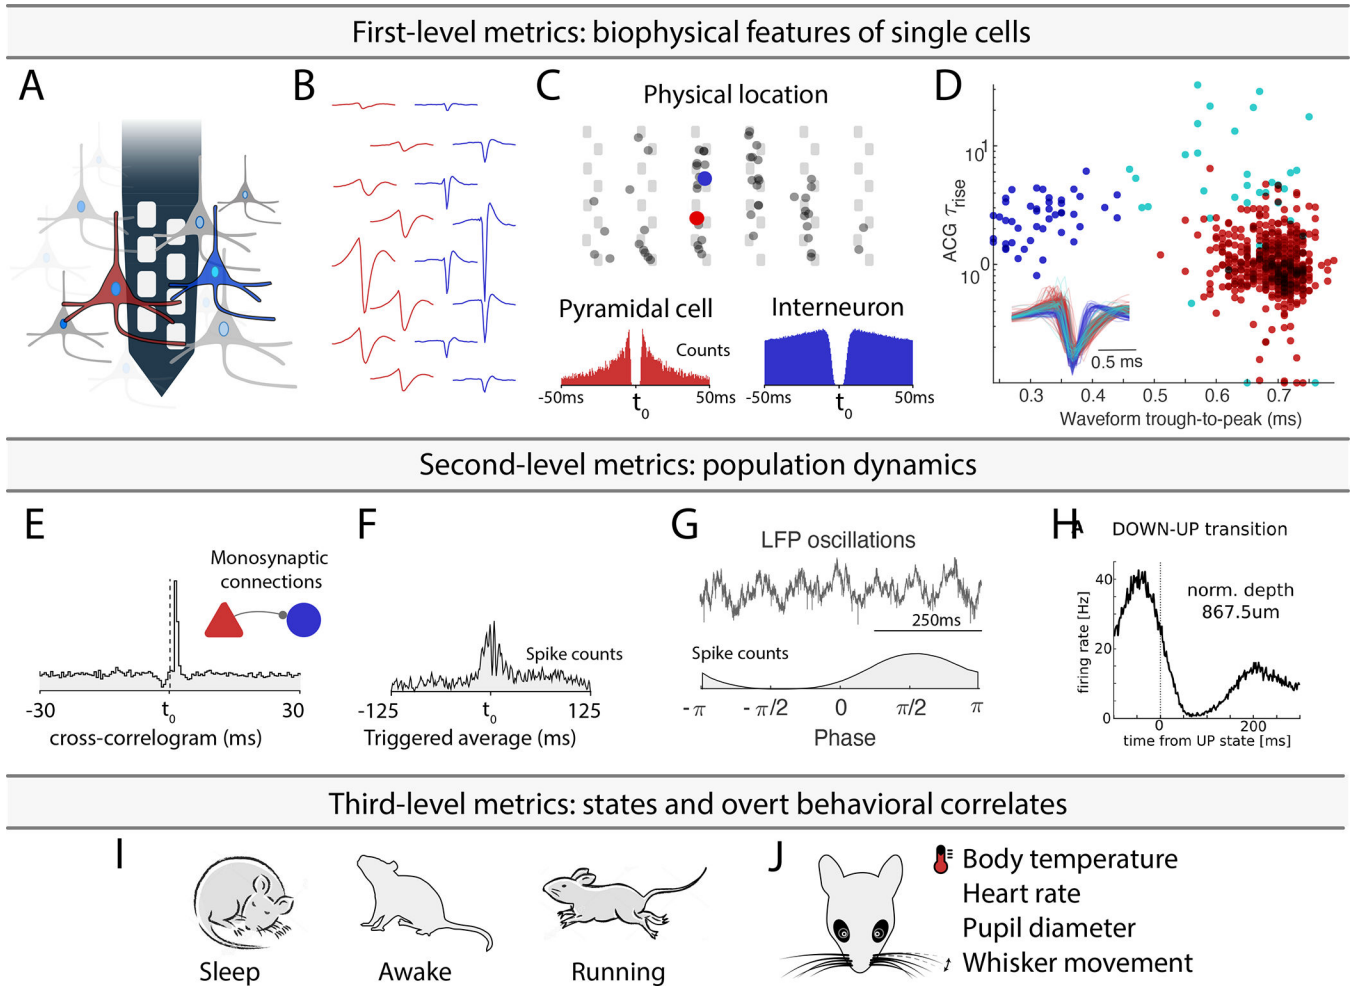 First-level metrics: biophysical features of single cells
A
B
C
Physical location
Pyramidal cell
Counts
-50ms
t0
50ms
Interneuron
-50ms
t0
50ms
D
ACG τrise
10^1
10^0
0.5 ms
0.3 0.4 0.5 0.6 0.7
Waveform trough-to-peak (ms)
Second-level metrics: population dynamics
E
Monosynaptic
connections
-30
t0
30
cross-correlogram (ms)
F
Spike counts
-125
t0
125
Triggered average (ms)
G
LFP oscillations
250ms
Spike counts
-π -π/2 0 π/2 π
Phase
H
A
DOWN-UP transition
norm. depth
867.5um
firing rate [Hz]
40
20
0
0 200
time from UP state [ms]
Third-level metrics: states and overt behavioral correlates
I
Sleep
Awake
Running
J
Body temperature
Heart rate
Pupil diameter
Whisker movement